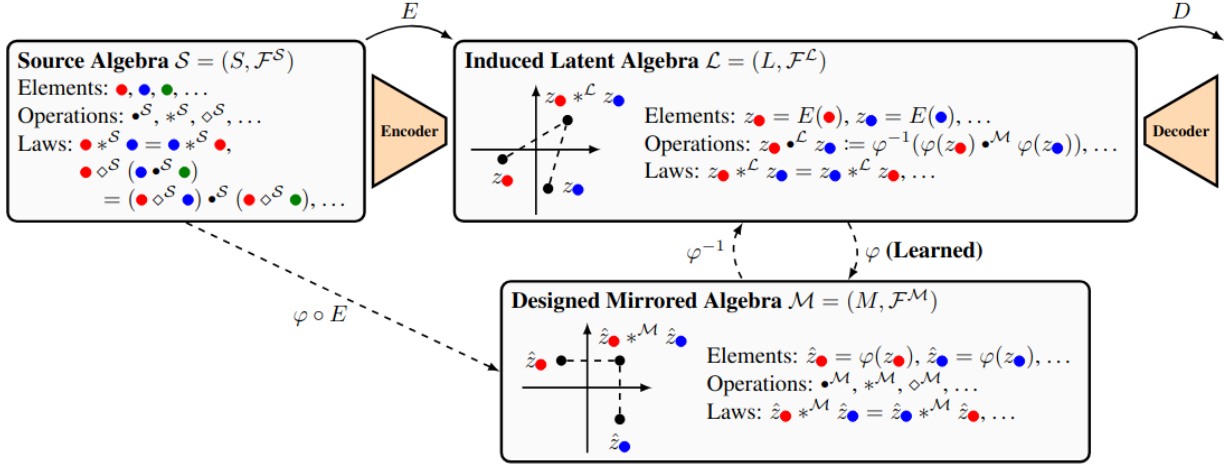 E
D
Source Algebra 𝒮 = (S, ℱ^𝒮)
Elements: ●, ●, ●, …
Operations: •^𝒮, *^𝒮, ⋄^𝒮, …
Laws: ● *^𝒮 ● = ● *^𝒮 ●,
● ⋄^𝒮 (● •^𝒮 ●)
= (● ⋄^𝒮 ●) •^𝒮 (● ⋄^𝒮 ●), …
Encoder
Induced Latent Algebra ℒ = (L, ℱ^ℒ)
z● *^ℒ z●
z●
z●
Elements: z● = E(●), z● = E(●), …
Operations: z● •^ℒ z● := φ⁻¹(φ(z●) •^ℳ φ(z●)), …
Laws: z● *^ℒ z● = z● *^ℒ z●, …
Decoder
φ⁻¹
φ (Learned)
φ ∘ E
Designed Mirrored Algebra ℳ = (M, ℱ^ℳ)
ẑ● *^ℳ ẑ●
ẑ●
ẑ●
Elements: ẑ● = φ(z●), ẑ● = φ(z●), …
Operations: •^ℳ, *^ℳ, ⋄^ℳ, …
Laws: ẑ● *^ℳ ẑ● = ẑ● *^ℳ ẑ●, …